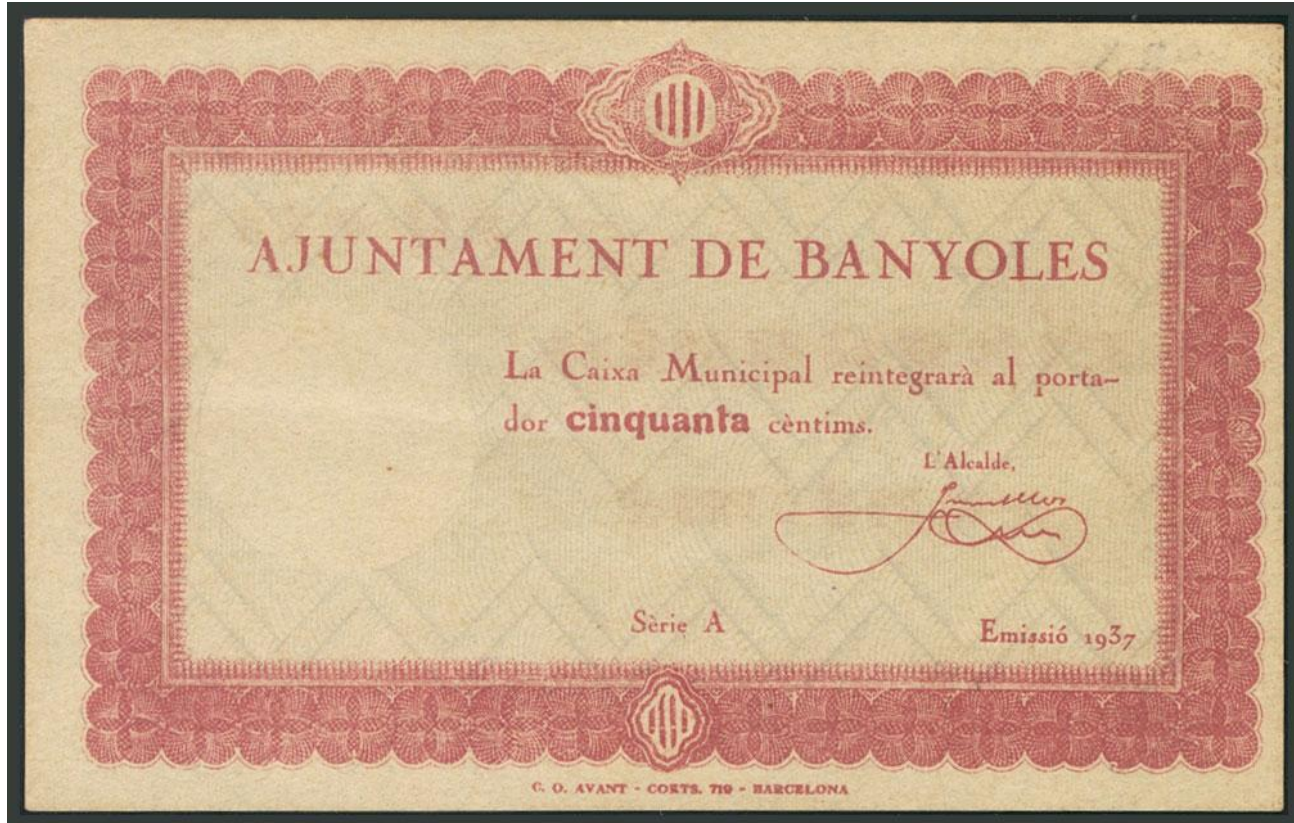 AJUNTAMENT DE BANYOLES
La Caixa Municipal reintegrarà al porta-
dor cinquanta cèntims.
L'Alcalde,
Sèrie A
Emissió 1937
C. O. AVANT - CORTS. 719 - BARCELONA